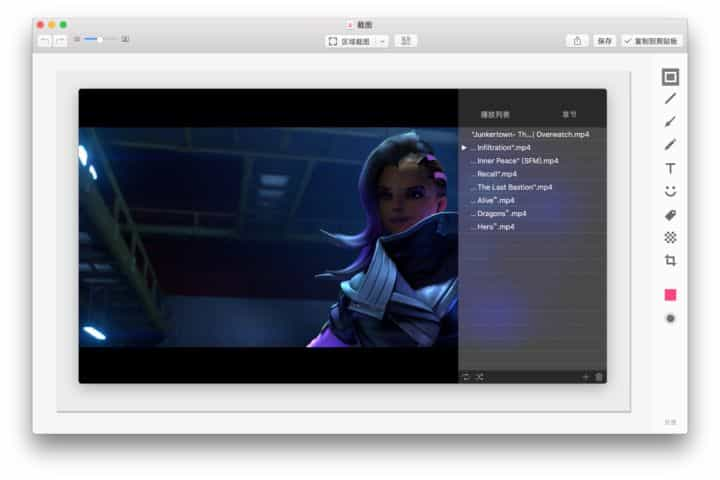 截图
区域截图
保存
复制到剪贴板
播放列表
章节
"Junkertown- Th...| Overwatch.mp4
... Infiltration".mp4
... Inner Peace" (SFM).mp4
... Recall".mp4
... The Last Bastion".mp4
... Alive".mp4
... Dragons".mp4
... Hero".mp4
T